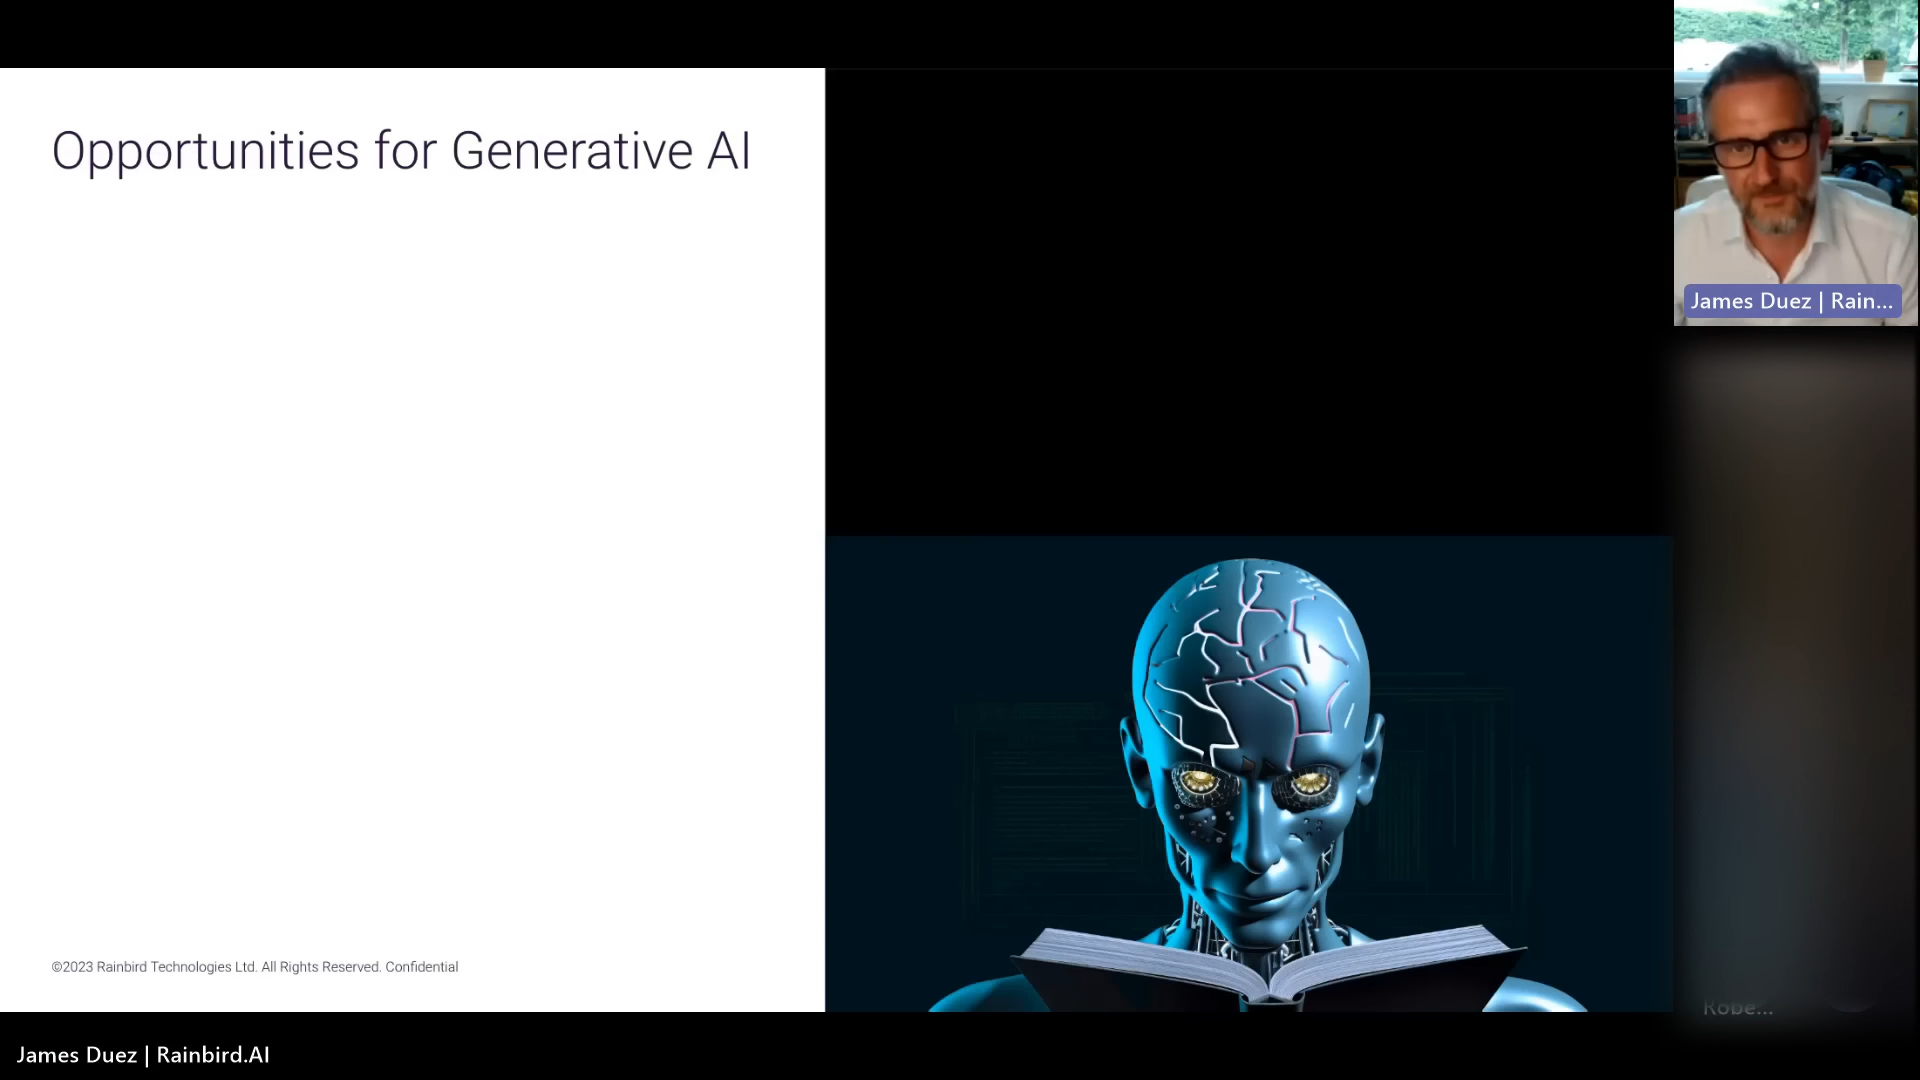 Opportunities for Generative AI
James Duez | Rain...
©2023 Rainbird Technologies Ltd. All Rights Reserved. Confidential
Robe...
James Duez | Rainbird.AI